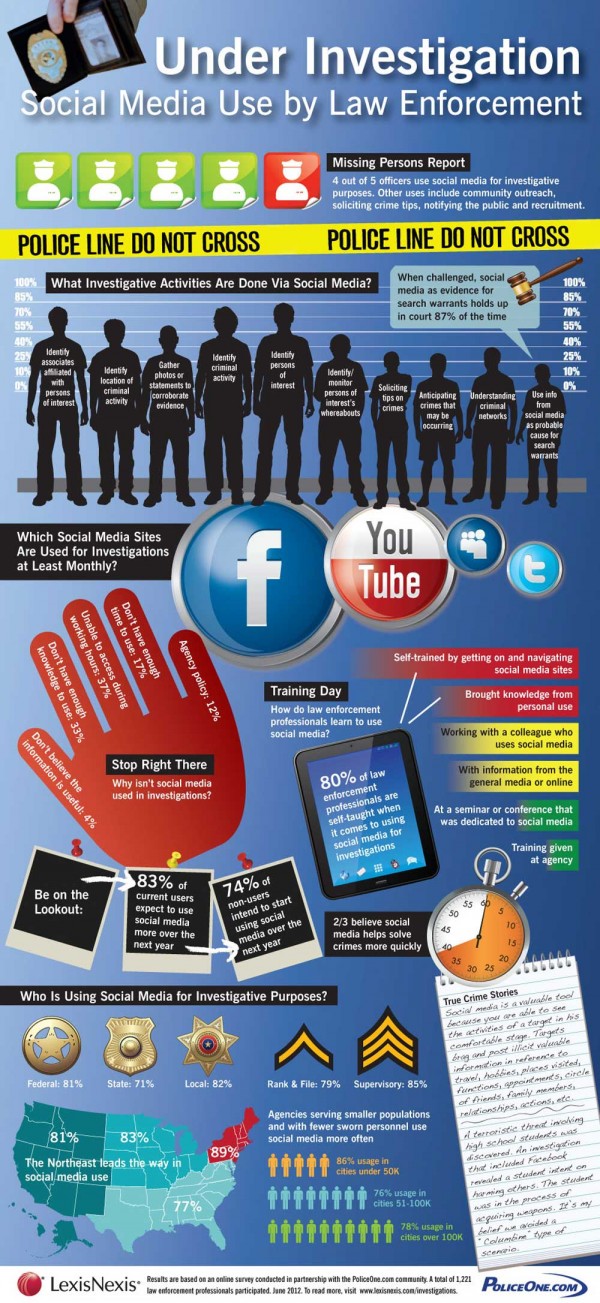 Under Investigation
Social Media Use by Law Enforcement
Missing Persons Report
4 out of 5 officers use social media for investigative
purposes. Other uses include community outreach,
soliciting crime tips, notifying the public and recruitment.
POLICE LINE DO NOT CROSS
POLICE LINE DO NOT CROSS
What Investigative Activities Are Done Via Social Media?
When challenged, social
media as evidence for
search warrants holds up
in court 87% of the time
100%
85%
70%
55%
40%
25%
10%
0%
100%
85%
70%
55%
40%
25%
10%
0%
Identify
associates
affiliated
with
persons
of interest
Identify
location of
criminal
activity
Gather
photos or
statements to
corroborate
evidence
Identify
criminal
activity
Identify
persons
of
interest
Identify/
monitor
persons of
interest's
whereabouts
Soliciting
tips on
crimes
Anticipating
crimes that
may be
occurring
Understanding
criminal
networks
Use info
from
social media
as probable
cause for
search
warrants
Which Social Media Sites
Are Used for Investigations
at Least Monthly?
f
You
Tube
t
Don't believe the
information is useful: 4%
Don't have enough
knowledge to use: 33%
Unable to access during
working hours: 37%
Don't have enough
time to use: 17%
Agency policy: 12%
Stop Right There
Why isn't social media
used in investigations?
Training Day
How do law enforcement
professionals learn to use
social media?
Self-trained by getting on and navigating
social media sites
Brought knowledge from
personal use
Working with a colleague who
uses social media
With information from the
general media or online
At a seminar or conference that
was dedicated to social media
Training given
at agency
80% of law
enforcement
professionals are
self-taught when
it comes to using
social media for
investigations
Be on the
Lookout:
83% of
current users
expect to use
social media
more over the
next year
74% of
non-users
intend to start
using social
media over the
next year
2/3 believe social
media helps solve
crimes more quickly
60
5
10
15
20
25
30
35
40
45
50
55
Who Is Using Social Media for Investigative Purposes?
Federal: 81%
State: 71%
Local: 82%
Rank & File: 79%
Supervisory: 85%
True Crime Stories
Social media is a valuable tool
because you are able to see
the activities of a target in his
comfortable stage. Targets
brag and post illicit valuable
information in reference to
travel, hobbies, places visited,
functions, appointments, circle
of friends, family members,
relationships, actions, etc.
A terroristic threat involving
high school students was
discovered. An investigation
that included Facebook
revealed a student intent on
harming others. The student
was in the process of
acquiring weapons. It's my
belief we avoided a
"Columbine" type of
scenario.
81%
83%
89%
77%
The Northeast leads the way in
social media use
Agencies serving smaller populations
and with fewer sworn personnel use
social media more often
86% usage in
cities under 50K
76% usage in
cities 51-100K
78% usage in
cities over 100K
LexisNexis®
Results are based on an online survey conducted in partnership with the PoliceOne.com community. A total of 1,221
law enforcement professionals participated. June 2012. To read more, visit www.lexisnexis.com/investigations.
POLICEONE.COM